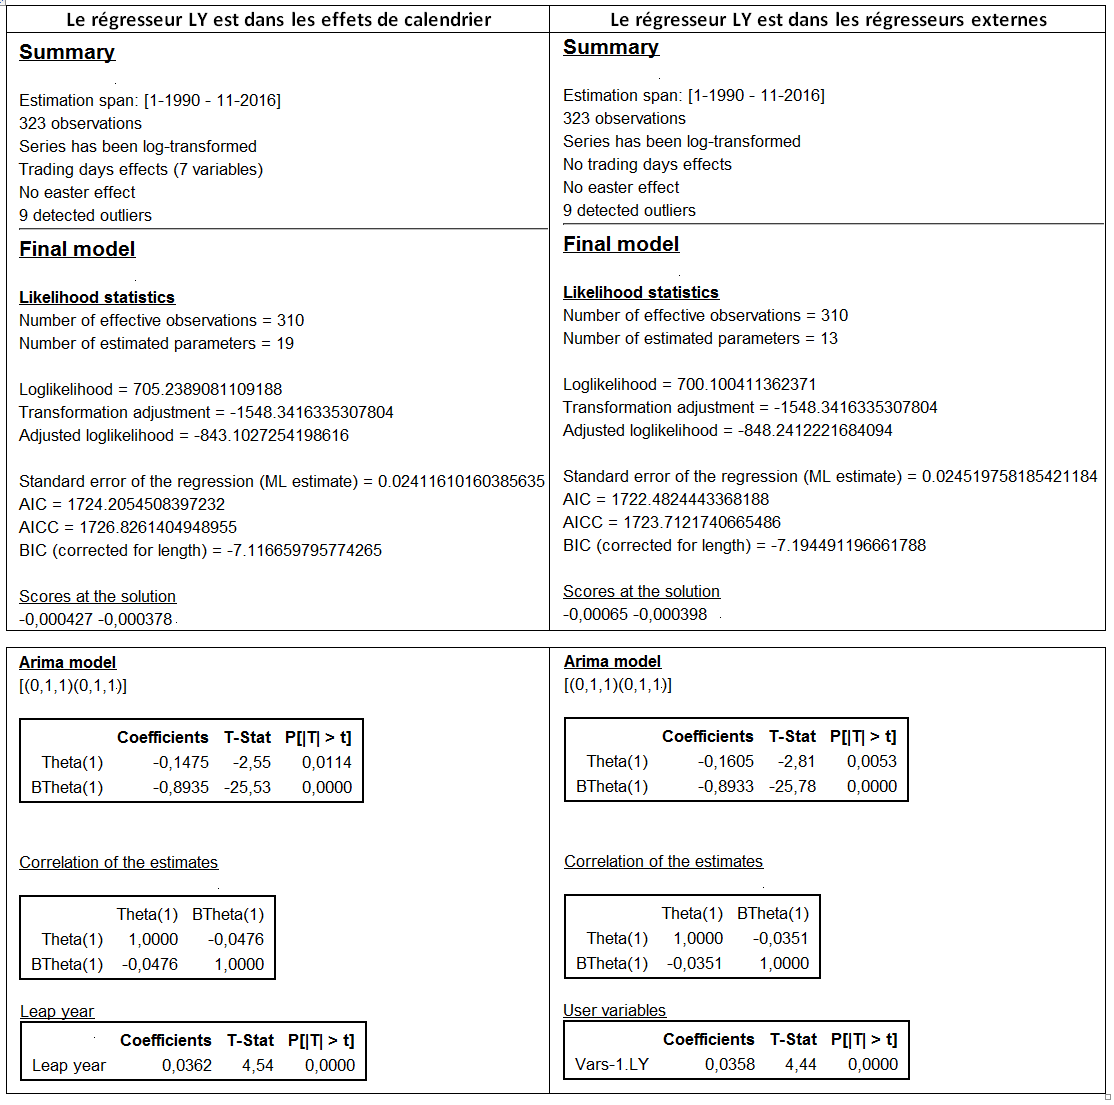 Le régresseur LY est dans les effets de calendrier
Summary
Estimation span: [1-1990 - 11-2016]
323 observations
Series has been log-transformed
Trading days effects (7 variables)
No easter effect
9 detected outliers
Final model
Likelihood statistics
Number of effective observations = 310
Number of estimated parameters = 19
Loglikelihood = 705.2389081109188
Transformation adjustment = -1548.3416335307804
Adjusted loglikelihood = -843.1027254198616
Standard error of the regression (ML estimate) = 0.02411610160385635
AIC = 1724.2054508397232
AICC = 1726.8261404948955
BIC (corrected for length) = -7.116659795774265
Scores at the solution
-0,000427 -0,000378
Le régresseur LY est dans les régresseurs externes
Summary
Estimation span: [1-1990 - 11-2016]
323 observations
Series has been log-transformed
No trading days effects
No easter effect
9 detected outliers
Final model
Likelihood statistics
Number of effective observations = 310
Number of estimated parameters = 13
Loglikelihood = 700.100411362371
Transformation adjustment = -1548.3416335307804
Adjusted loglikelihood = -848.2412221684094
Standard error of the regression (ML estimate) = 0.024519758185421184
AIC = 1722.4824443368188
AICC = 1723.7121740665486
BIC (corrected for length) = -7.194491196661788
Scores at the solution
-0,00065 -0,000398
Arima model
[(0,1,1)(0,1,1)]
Coefficients T-Stat P[|T| > t]
Theta(1) -0,1475 -2,55 0,0114
BTheta(1) -0,8935 -25,53 0,0000
Correlation of the estimates
Theta(1) BTheta(1)
Theta(1) 1,0000 -0,0476
BTheta(1) -0,0476 1,0000
Leap year
Coefficients T-Stat P[|T| > t]
Leap year 0,0362 4,54 0,0000
Arima model
[(0,1,1)(0,1,1)]
Coefficients T-Stat P[|T| > t]
Theta(1) -0,1605 -2,81 0,0053
BTheta(1) -0,8933 -25,78 0,0000
Correlation of the estimates
Theta(1) BTheta(1)
Theta(1) 1,0000 -0,0351
BTheta(1) -0,0351 1,0000
User variables
Coefficients T-Stat P[|T| > t]
Vars-1.LY 0,0358 4,44 0,0000